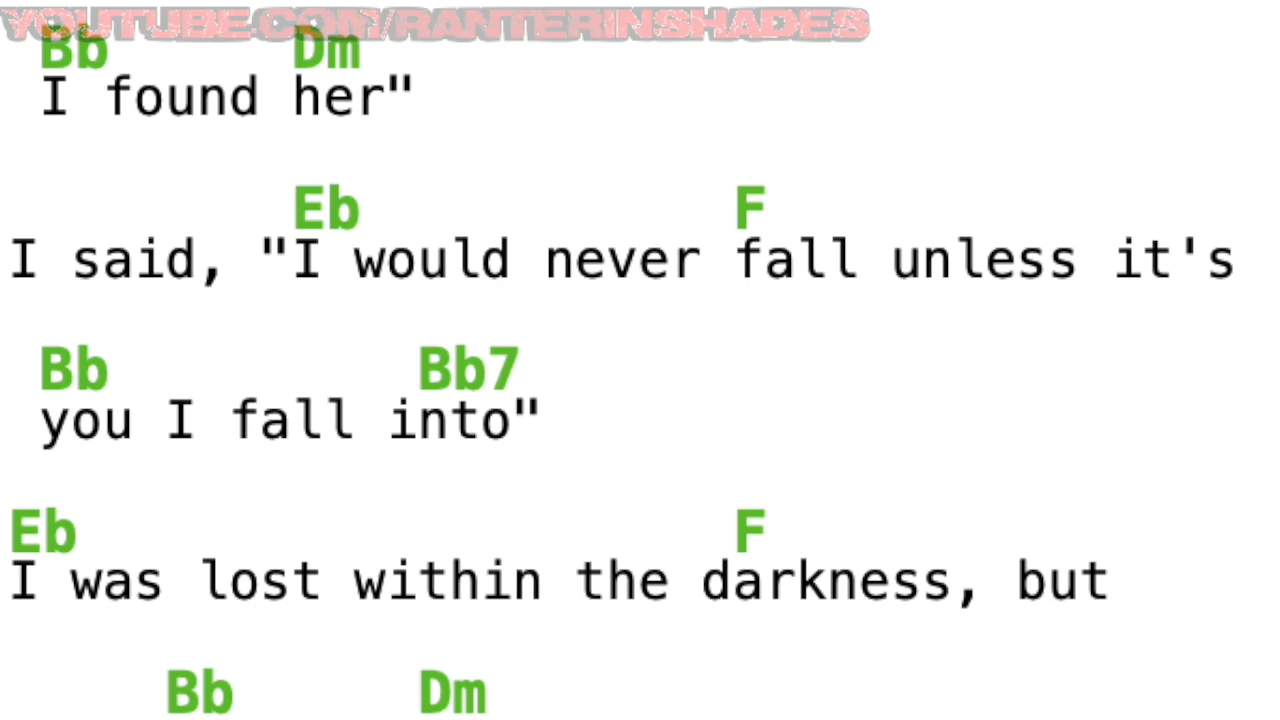 YOUTUBE.COM/RANTERINSHADES
Bb Dm
I found her"
Eb F
I said, "I would never fall unless it's
Bb Bb7
you I fall into"
Eb F
I was lost within the darkness, but
Bb Dm